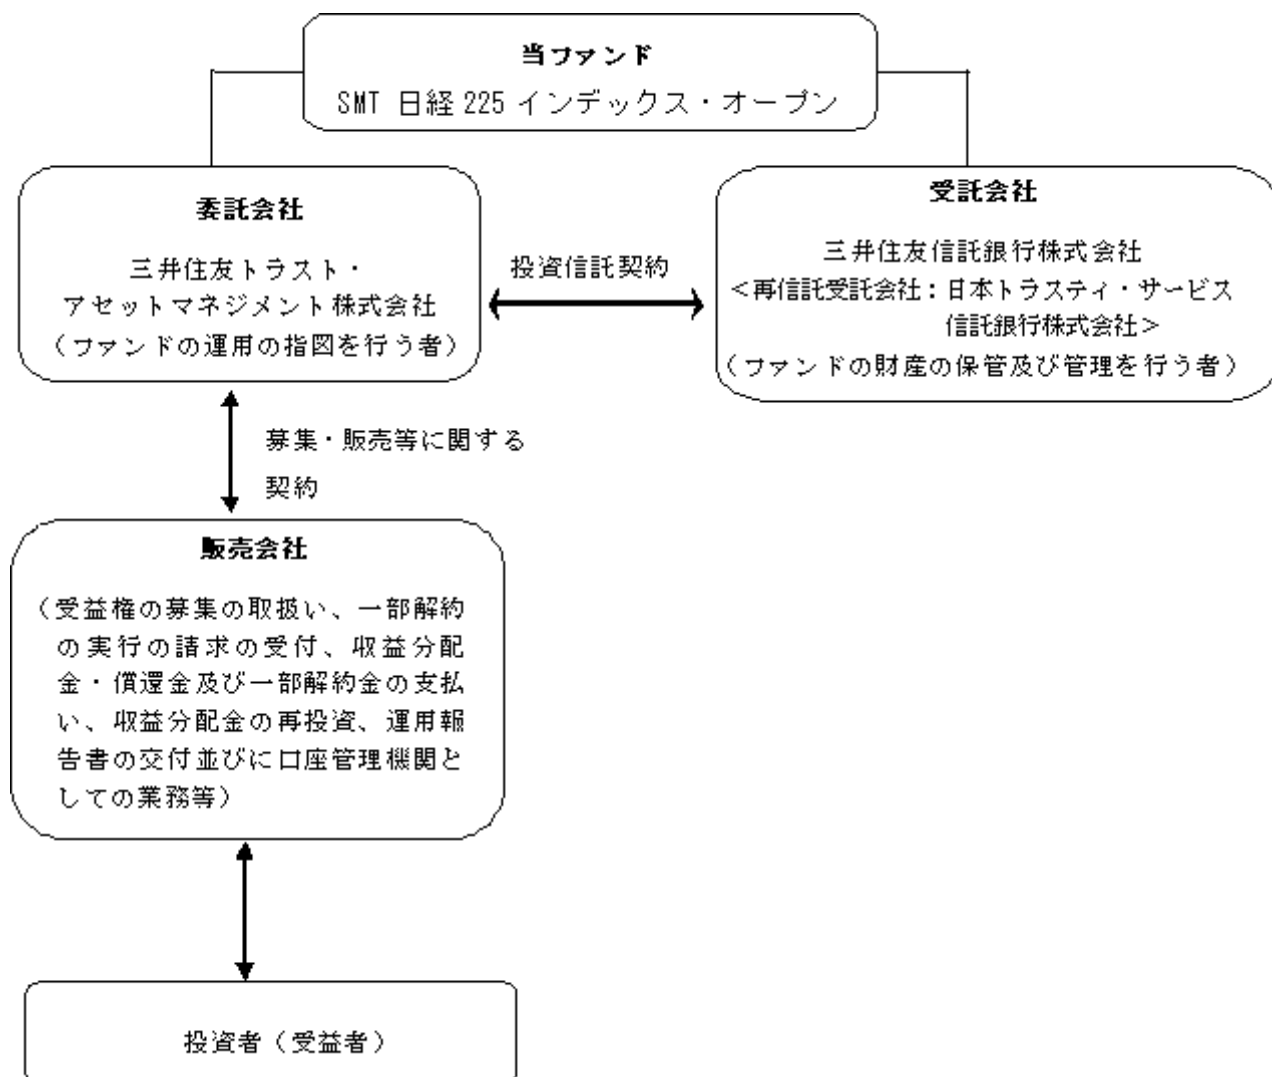 当ファンド
SMT 日経225インデックス・オープン
委託会社
三井住友トラスト・
アセットマネジメント株式会社
（ファンドの運用の指図を行う者）
投資信託契約
受託会社
三井住友信託銀行株式会社
＜再信託受託会社：日本トラスティ・サービス
信託銀行株式会社＞
（ファンドの財産の保管及び管理を行う者）
募集・販売等に関する
契約
販売会社
（受益権の募集の取扱い、一部解約
の実行の請求の受付、収益分配
金・償還金及び一部解約金の支払
い、収益分配金の再投資、運用報
告書の交付並びに口座管理機関と
しての業務等）
投資者（受益者）